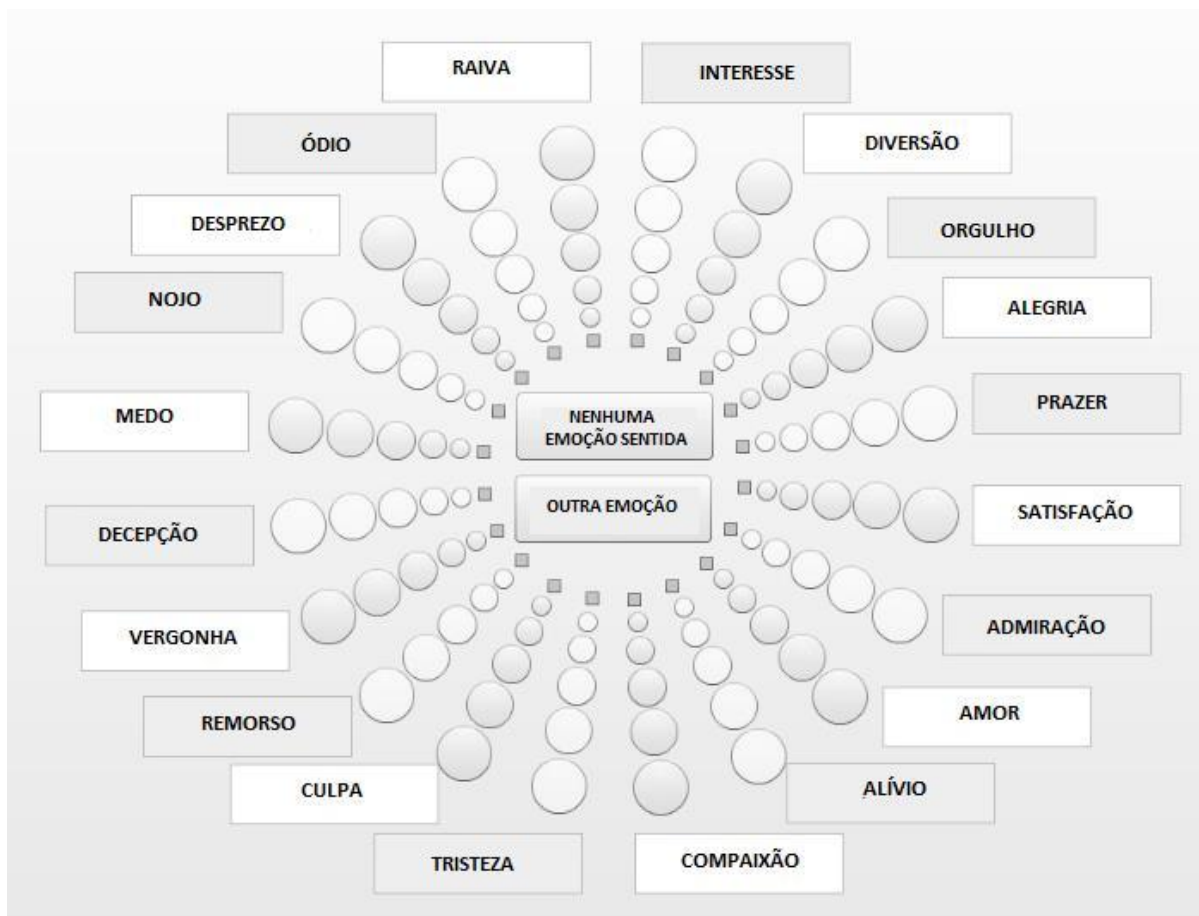 RAIVA
INTERESSE
ÓDIO
DIVERSÃO
DESPREZO
ORGULHO
NOJO
ALEGRIA
MEDO
PRAZER
NENHUMA
EMOÇÃO SENTIDA
OUTRA EMOÇÃO
DECEPÇÃO
SATISFAÇÃO
VERGONHA
ADMIRAÇÃO
REMORSO
AMOR
CULPA
ALÍVIO
TRISTEZA
COMPAIXÃO